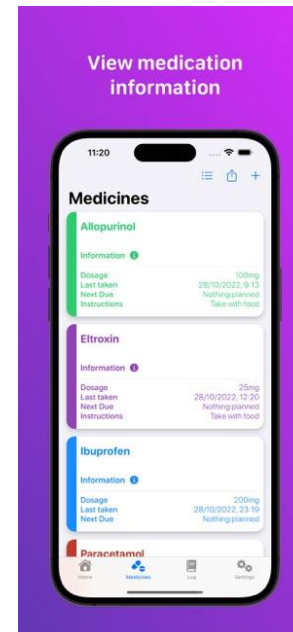 View medication
information
11:20
Medicines
Allopurinol
Information
Dosage 100mg
Last taken 28/10/2022, 9:13
Next Due Nothing planned
Instructions Take with food
Eltroxin
Information
Dosage 25mg
Last taken 28/10/2022, 12:20
Next Due Nothing planned
Instructions Take with food
Ibuprofen
Information
Dosage 200mg
Last taken 28/10/2022, 23:19
Next Due Nothing planned
Paracetamol
Home Medicines Log Settings